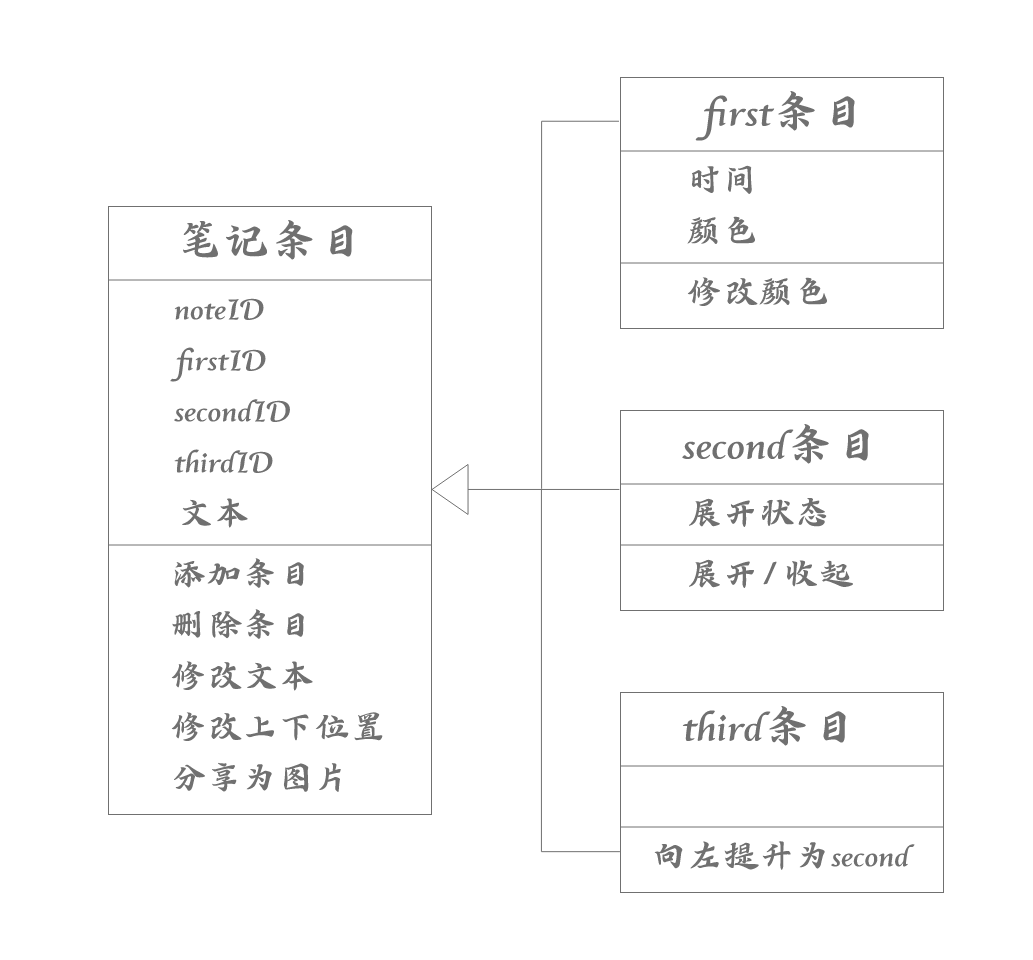 笔记条目
noteID
firstID
secondID
thirdID
文本
添加条目
删除条目
修改文本
修改上下位置
分享为图片
first条目
时间
颜色
修改颜色
second条目
展开状态
展开/收起
third条目
向左提升为second